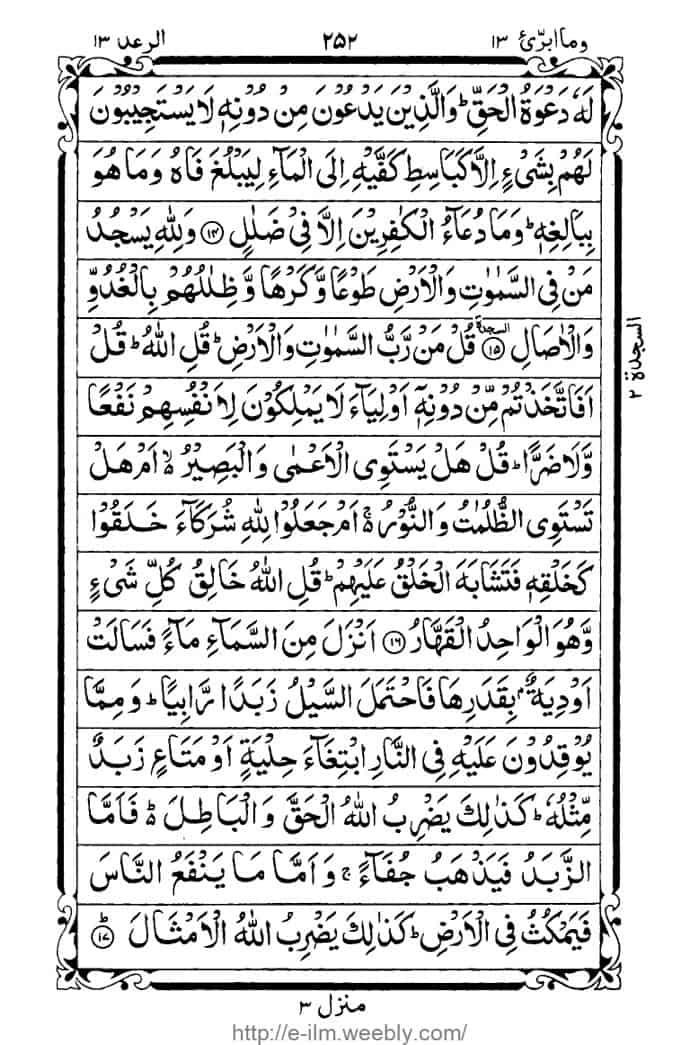 وما ابرّئ ١٣ ٢٥٢ الرعد ١٣
لَهٗ دَعْوَةُ الْحَقِّ ؕ وَالَّذِيْنَ يَدْعُوْنَ مِنْ دُوْنِهٖ لَا يَسْتَجِيْبُوْنَ
لَهُمْ بِشَىْءٍ اِلَّا كَبَاسِطِ كَفَّيْهِ اِلَى الْمَآءِ لِيَبْلُغَ فَاهُ وَمَا هُوَ
بِبَالِغِهٖ ؕ وَمَا دُعَآءُ الْكٰفِرِيْنَ اِلَّا فِيْ ضَلٰلٍ ۝١٤ وَلِلّٰهِ يَسْجُدُ
مَنْ فِي السَّمٰوٰتِ وَالْاَرْضِ طَوْعًا وَّكَرْهًا وَّظِلٰلُهُمْ بِالْغُدُوِّ
وَالْاٰصَالِ ۝١٥ السجدة قُلْ مَنْ رَّبُّ السَّمٰوٰتِ وَالْاَرْضِ ؕ قُلِ اللّٰهُ ؕ قُلْ
اَفَاتَّخَذْتُمْ مِّنْ دُوْنِهٖٓ اَوْلِيَآءَ لَا يَمْلِكُوْنَ لِاَنْفُسِهِمْ نَفْعًا
وَّلَا ضَرًّا ؕ قُلْ هَلْ يَسْتَوِي الْاَعْمٰى وَالْبَصِيْرُ ۙ اَمْ هَلْ
تَسْتَوِي الظُّلُمٰتُ وَالنُّوْرُ ۚ اَمْ جَعَلُوْا لِلّٰهِ شُرَكَآءَ خَلَقُوْا
كَخَلْقِهٖ فَتَشَابَهَ الْخَلْقُ عَلَيْهِمْ ؕ قُلِ اللّٰهُ خَالِقُ كُلِّ شَىْءٍ
وَّهُوَ الْوَاحِدُ الْقَهَّارُ ۝١٦ اَنْزَلَ مِنَ السَّمَآءِ مَآءً فَسَالَتْ
اَوْدِيَةٌۢ بِقَدَرِهَا فَاحْتَمَلَ السَّيْلُ زَبَدًا رَّابِيًا ؕ وَمِمَّا
يُوْقِدُوْنَ عَلَيْهِ فِي النَّارِ ابْتِغَآءَ حِلْيَةٍ اَوْ مَتَاعٍ زَبَدٌ
مِّثْلُهٗ ؕ كَذٰلِكَ يَضْرِبُ اللّٰهُ الْحَقَّ وَالْبَاطِلَ ؕ فَاَمَّا
الزَّبَدُ فَيَذْهَبُ جُفَآءً ۚ وَاَمَّا مَا يَنْفَعُ النَّاسَ
فَيَمْكُثُ فِي الْاَرْضِ ؕ كَذٰلِكَ يَضْرِبُ اللّٰهُ الْاَمْثَالَ ۝١٧ؕ
السجدة ٢
منزل ٣
http://e-ilm.weebly.com/